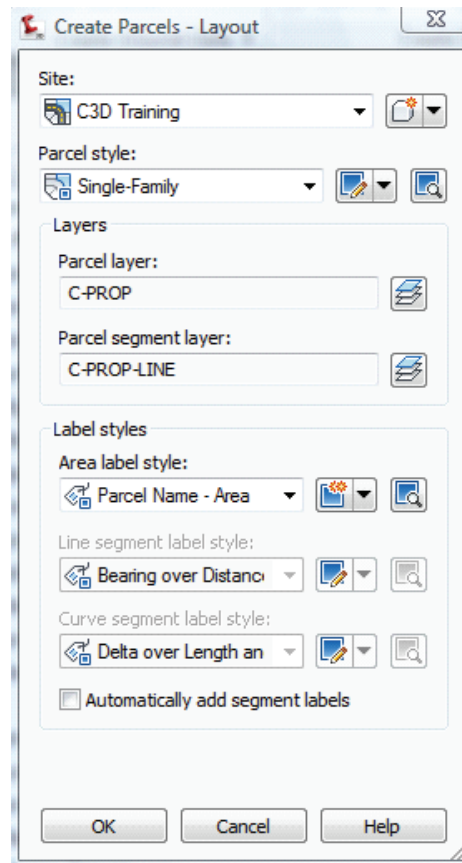 Create Parcels - Layout
Site:
C3D Training
Parcel style:
Single-Family
Layers
Parcel layer:
C-PROP
Parcel segment layer:
C-PROP-LINE
Label styles
Area label style:
Parcel Name - Area
Line segment label style:
Bearing over Distanc
Curve segment label style:
Delta over Length an
Automatically add segment labels
OK Cancel Help